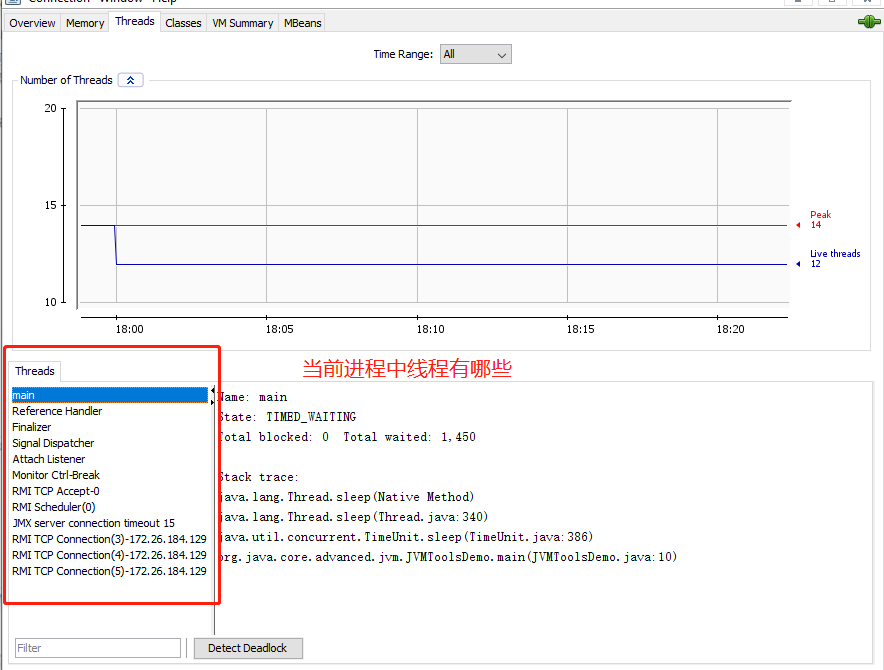 Connection Window Help
Overview Memory Threads Classes VM Summary MBeans
Time Range: All
Number of Threads
20
15
10
Peak
14
Live threads
12
18:00 18:05 18:10 18:15 18:20
当前进程中线程有哪些
Threads
main
Reference Handler
Finalizer
Signal Dispatcher
Attach Listener
Monitor Ctrl-Break
RMI TCP Accept-0
RMI Scheduler(0)
JMX server connection timeout 15
RMI TCP Connection(3)-172.26.184.129
RMI TCP Connection(4)-172.26.184.129
RMI TCP Connection(5)-172.26.184.129
Name: main
State: TIMED_WAITING
Total blocked: 0 Total waited: 1,450
Stack trace:
java.lang.Thread.sleep(Native Method)
java.lang.Thread.sleep(Thread.java:340)
java.util.concurrent.TimeUnit.sleep(TimeUnit.java:386)
org.java.core.advanced.jvm.JVMToolsDemo.main(JVMToolsDemo.java:10)
Filter
Detect Deadlock